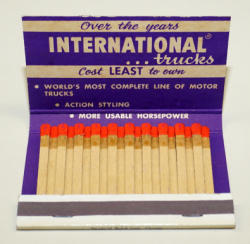 Over the years
INTERNATIONAL®
...trucks
Cost LEAST to own
• WORLD'S MOST COMPLETE LINE OF MOTOR
TRUCKS
• ACTION STYLING
• MORE USABLE HORSEPOWER